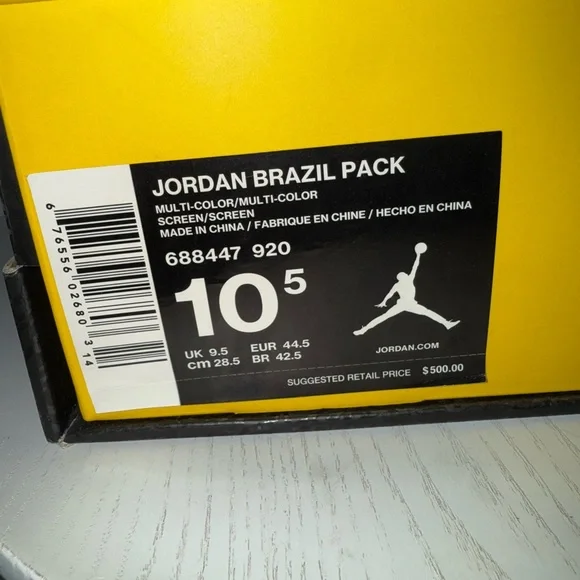 JORDAN BRAZIL PACK
MULTI-COLOR/MULTI-COLOR
SCREEN/SCREEN
MADE IN CHINA / FABRIQUE EN CHINE / HECHO EN CHINA
688447 920
10 5
UK 9.5 EUR 44.5
cm 28.5 BR 42.5
JORDAN.COM
SUGGESTED RETAIL PRICE $500.00
6 76556 02680 3 14